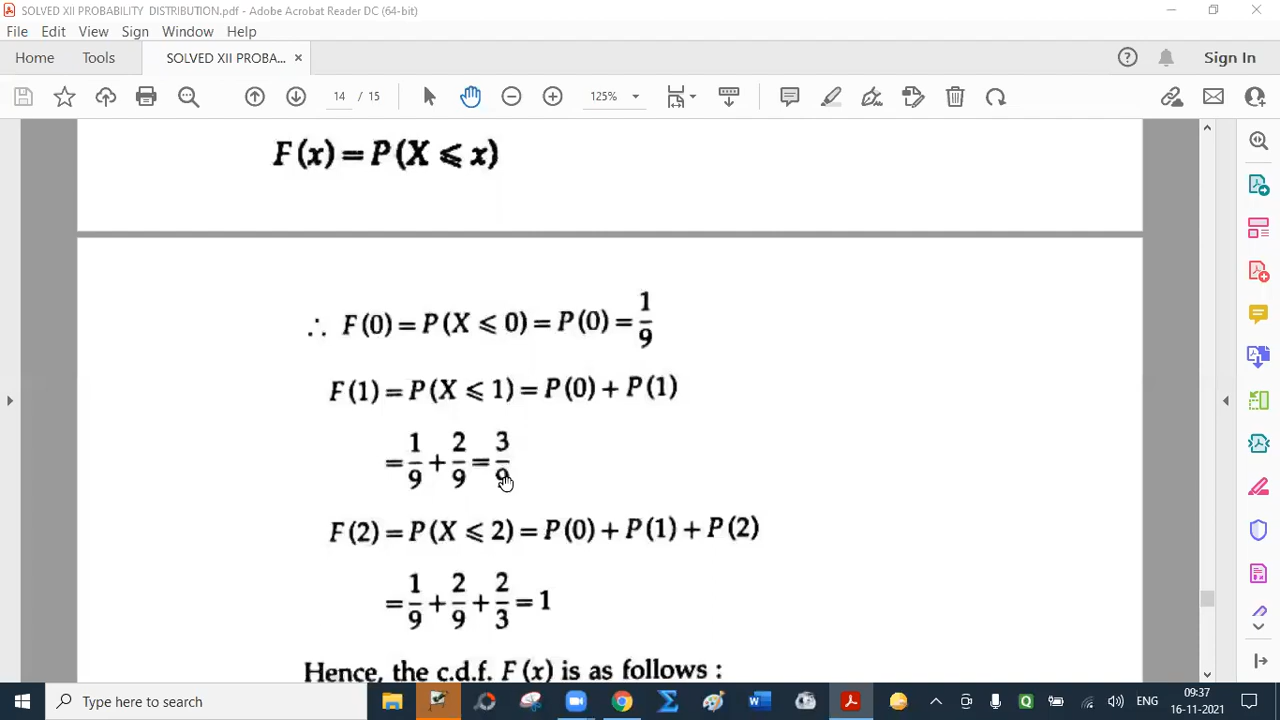 SOLVED XII PROBABILITY DISTRIBUTION.pdf - Adobe Acrobat Reader DC (64-bit)
File Edit View Sign Window Help
Home Tools SOLVED XII PROBA... × Sign In
14 / 15 125%
F(x) = P(X ⩽ x)
∴ F(0) = P(X ⩽ 0) = P(0) = 1/9
F(1) = P(X ⩽ 1) = P(0) + P(1)
= 1/9 + 2/9 = 3/9
F(2) = P(X ⩽ 2) = P(0) + P(1) + P(2)
= 1/9 + 2/9 + 2/3 = 1
Hence, the c.d.f. F(x) is as follows :
Type here to search ENG 09:37
16-11-2021